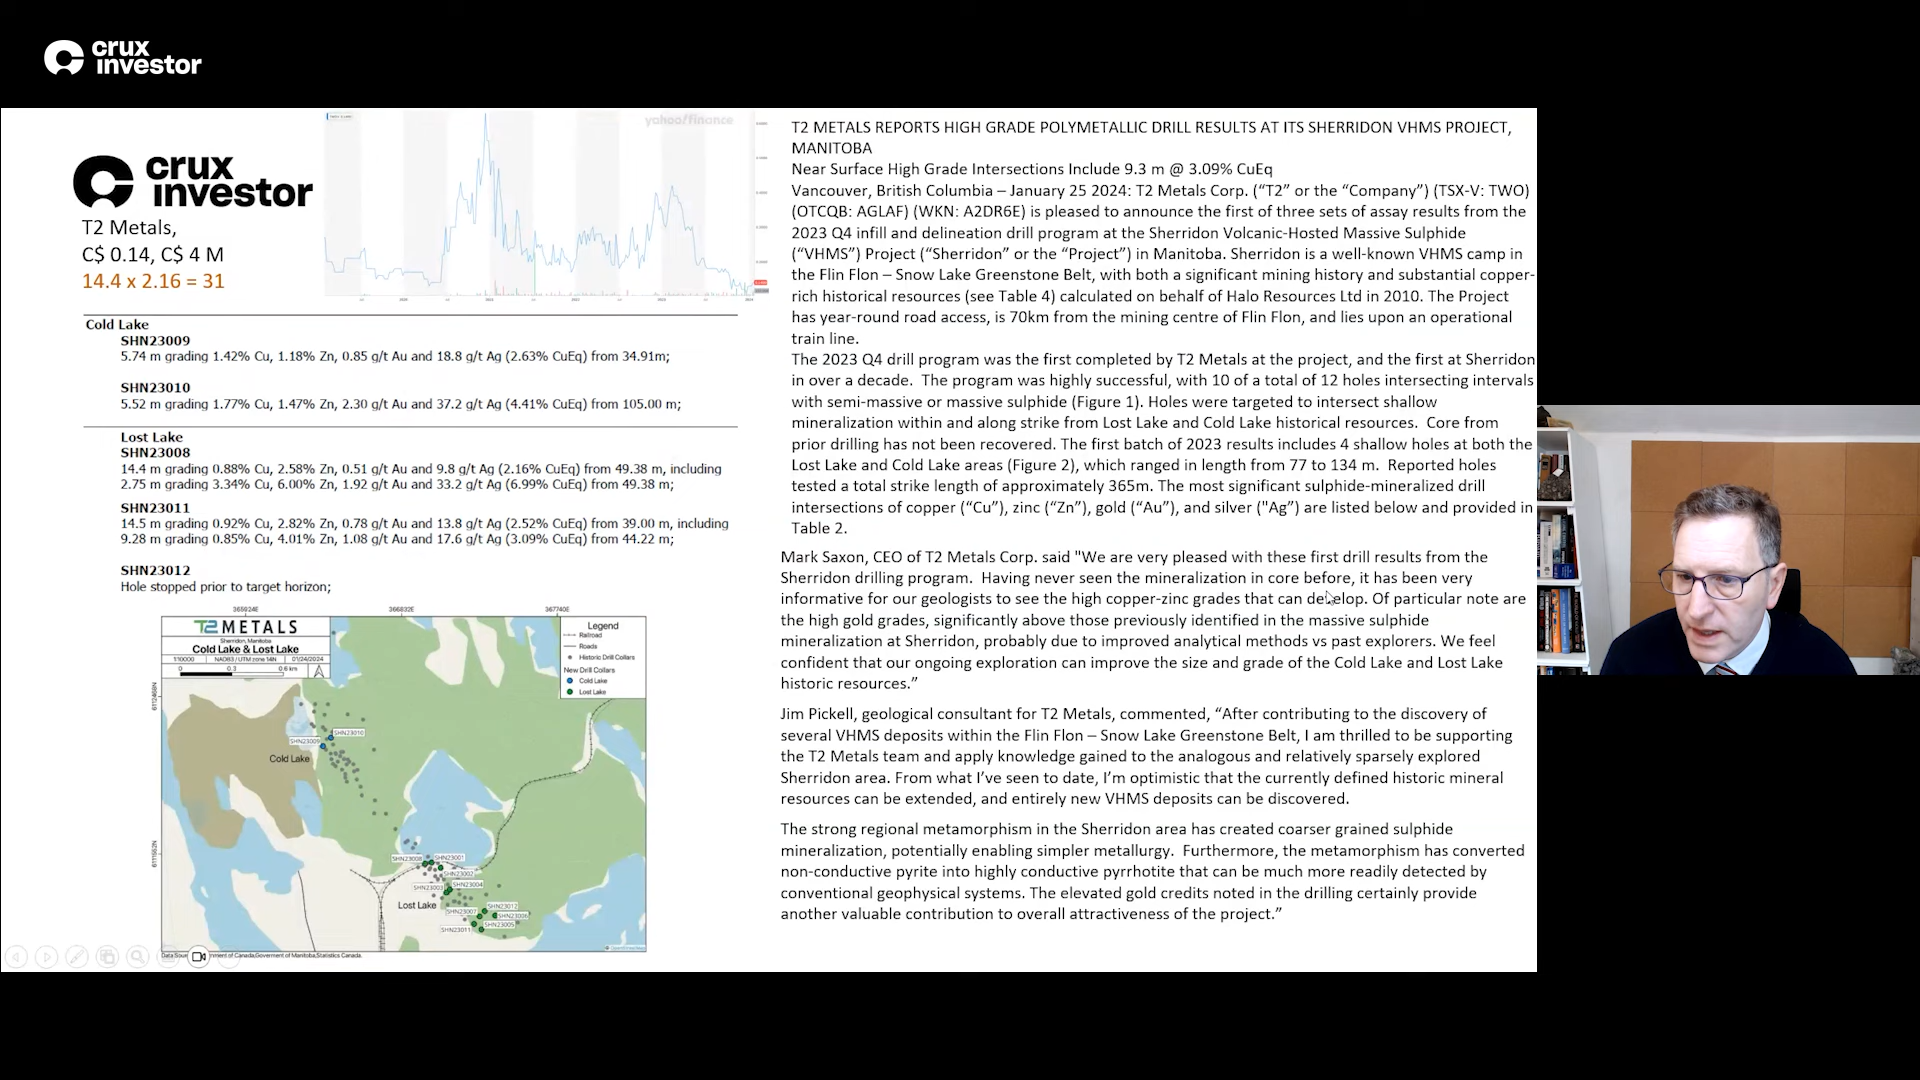 crux
investor
crux
investor
T2 Metals,
C$ 0.14, C$ 4 M
14.4 x 2.16 = 31
yahoo/finance
Cold Lake
SHN23009
5.74 m grading 1.42% Cu, 1.18% Zn, 0.85 g/t Au and 18.8 g/t Ag (2.63% CuEq) from 34.91m;
SHN23010
5.52 m grading 1.77% Cu, 1.47% Zn, 2.30 g/t Au and 37.2 g/t Ag (4.41% CuEq) from 105.00 m;
Lost Lake
SHN23008
14.4 m grading 0.88% Cu, 2.58% Zn, 0.51 g/t Au and 9.8 g/t Ag (2.16% CuEq) from 49.38 m, including
2.75 m grading 3.34% Cu, 6.00% Zn, 1.92 g/t Au and 33.2 g/t Ag (6.99% CuEq) from 49.38 m;
SHN23011
14.5 m grading 0.92% Cu, 2.82% Zn, 0.78 g/t Au and 13.8 g/t Ag (2.52% CuEq) from 39.00 m, including
9.28 m grading 0.85% Cu, 4.01% Zn, 1.08 g/t Au and 17.6 g/t Ag (3.09% CuEq) from 44.22 m;
SHN23012
Hole stopped prior to target horizon;
365924E 366832E 367740E
T2 METALS
Sherridon, Manitoba
Cold Lake & Lost Lake
1:10000 NAD83 / UTM zone 14N 01/24/2024
0 0.3 0.6 km
Legend
Railroad
Roads
Historic Drill Collars
New Drill Collars
Cold Lake
Lost Lake
SHN23010
SHN23009
Cold Lake
SHN23008 SHN23001
SHN23002
SHN23003 SHN23004
Lost Lake
SHN23007 SHN23012
SHN23006
SHN23011 SHN23005
T2 METALS REPORTS HIGH GRADE POLYMETALLIC DRILL RESULTS AT ITS SHERRIDON VHMS PROJECT,
MANITOBA
Near Surface High Grade Intersections Include 9.3 m @ 3.09% CuEq
Vancouver, British Columbia – January 25 2024: T2 Metals Corp. (“T2” or the “Company”) (TSX-V: TWO)
(OTCQB: AGLAF) (WKN: A2DR6E) is pleased to announce the first of three sets of assay results from the
2023 Q4 infill and delineation drill program at the Sherridon Volcanic-Hosted Massive Sulphide
(“VHMS”) Project (“Sherridon” or the “Project”) in Manitoba. Sherridon is a well-known VHMS camp in
the Flin Flon – Snow Lake Greenstone Belt, with both a significant mining history and substantial copper-
rich historical resources (see Table 4) calculated on behalf of Halo Resources Ltd in 2010. The Project
has year-round road access, is 70km from the mining centre of Flin Flon, and lies upon an operational
train line.
The 2023 Q4 drill program was the first completed by T2 Metals at the project, and the first at Sherridon
in over a decade.  The program was highly successful, with 10 of a total of 12 holes intersecting intervals
with semi-massive or massive sulphide (Figure 1). Holes were targeted to intersect shallow
mineralization within and along strike from Lost Lake and Cold Lake historical resources.  Core from
prior drilling has not been recovered. The first batch of 2023 results includes 4 shallow holes at both the
Lost Lake and Cold Lake areas (Figure 2), which ranged in length from 77 to 134 m.  Reported holes
tested a total strike length of approximately 365m. The most significant sulphide-mineralized drill
intersections of copper (“Cu”), zinc (“Zn”), gold (“Au”), and silver ("Ag”) are listed below and provided in
Table 2.
Mark Saxon, CEO of T2 Metals Corp. said "We are very pleased with these first drill results from the
Sherridon drilling program.  Having never seen the mineralization in core before, it has been very
informative for our geologists to see the high copper-zinc grades that can develop. Of particular note are
the high gold grades, significantly above those previously identified in the massive sulphide
mineralization at Sherridon, probably due to improved analytical methods vs past explorers. We feel
confident that our ongoing exploration can improve the size and grade of the Cold Lake and Lost Lake
historic resources.”
Jim Pickell, geological consultant for T2 Metals, commented, “After contributing to the discovery of
several VHMS deposits within the Flin Flon – Snow Lake Greenstone Belt, I am thrilled to be supporting
the T2 Metals team and apply knowledge gained to the analogous and relatively sparsely explored
Sherridon area. From what I’ve seen to date, I’m optimistic that the currently defined historic mineral
resources can be extended, and entirely new VHMS deposits can be discovered.
The strong regional metamorphism in the Sherridon area has created coarser grained sulphide
mineralization, potentially enabling simpler metallurgy.  Furthermore, the metamorphism has converted
non-conductive pyrite into highly conductive pyrrhotite that can be much more readily detected by
conventional geophysical systems. The elevated gold credits noted in the drilling certainly provide
another valuable contribution to overall attractiveness of the project.”